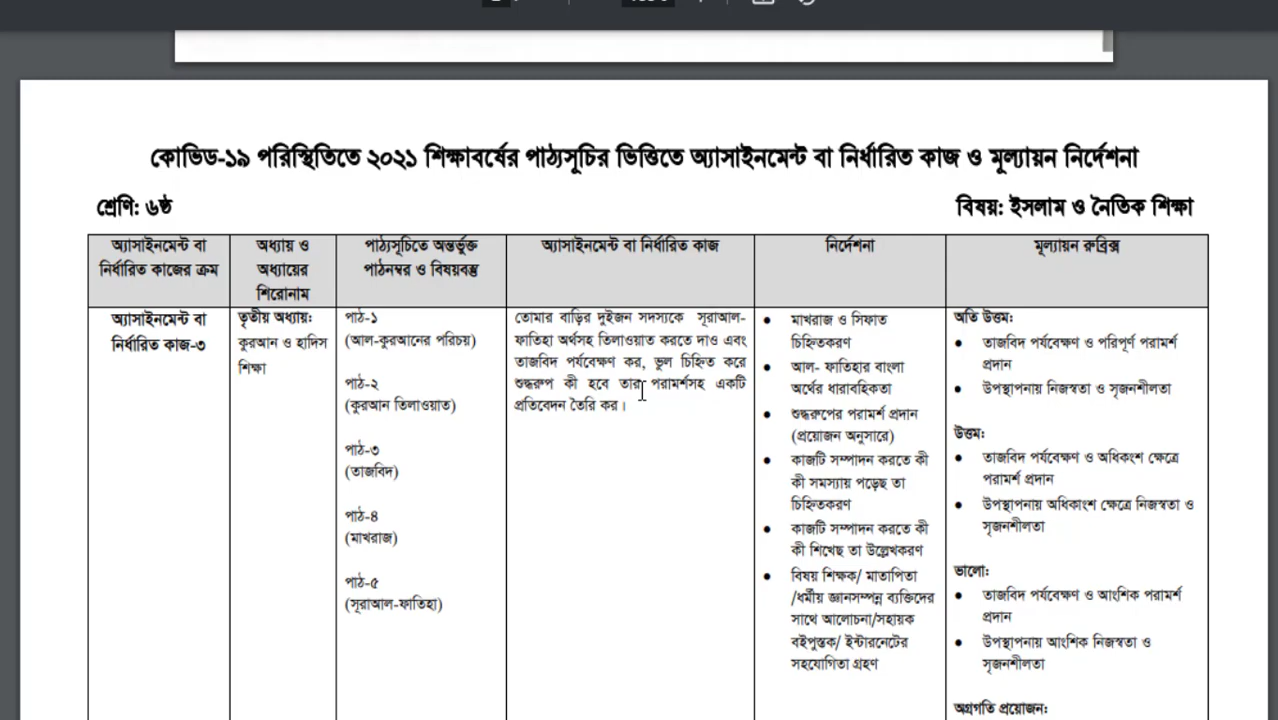 কোভিড-১৯ পরিস্থিতিতে ২০২১ শিক্ষাবর্ষের পাঠ্যসূচির ভিত্তিতে অ্যাসাইনমেন্ট বা নির্ধারিত কাজ ও মূল্যায়ন নির্দেশনা
শ্রেণি: ৬ষ্ঠ
বিষয়: ইসলাম ও নৈতিক শিক্ষা
অ্যাসাইনমেন্ট বা
নির্ধারিত কাজের ক্রম
অধ্যায় ও
অধ্যায়ের
শিরোনাম
পাঠ্যসূচিতে অন্তর্ভুক্ত
পাঠনম্বর ও বিষয়বস্তু
অ্যাসাইনমেন্ট বা নির্ধারিত কাজ
নির্দেশনা
মূল্যায়ন রুব্রিক্স
অ্যাসাইনমেন্ট বা
নির্ধারিত কাজ-৩
তৃতীয় অধ্যায়:
কুরআন ও হাদিস
শিক্ষা
পাঠ-১
(আল-কুরআনের পরিচয়)
পাঠ-২
(কুরআন তিলাওয়াত)
পাঠ-৩
(তাজবিদ)
পাঠ-৪
(মাখরাজ)
পাঠ-৫
(সূরাআল-ফাতিহা)
তোমার বাড়ির দুইজন সদস্যকে সূরাআল-
ফাতিহা অর্থসহ তিলাওয়াত করতে দাও এবং
তাজবিদ পর্যবেক্ষণ কর, ভুল চিহ্নিত করে
শুদ্ধরুপ কী হবে তার পরামর্শসহ একটি
প্রতিবেদন তৈরি কর।
● মাখরাজ ও সিফাত
চিহ্নিতকরণ
● আল- ফাতিহার বাংলা
অর্থের ধারাবহিকতা
● শুদ্ধরুপের পরামর্শ প্রদান
(প্রয়োজন অনুসারে)
● কাজটি সম্পাদন করতে কী
কী সমস্যায় পড়েছ তা
চিহ্নিতকরণ
● কাজটি সম্পাদন করতে কী
কী শিখেছ তা উল্লেখকরণ
● বিষয় শিক্ষক/ মাতাপিতা
/ধর্মীয় জ্ঞানসম্পন্ন ব্যক্তিদের
সাথে আলোচনা/সহায়ক
বইপুস্তক/ ইন্টারনেটের
সহযোগিতা গ্রহণ
অতি উত্তম:
● তাজবিদ পর্যবেক্ষণ ও পরিপূর্ণ পরামর্শ
প্রদান
● উপস্থাপনায় নিজস্বতা ও সৃজনশীলতা
উত্তম:
● তাজবিদ পর্যবেক্ষণ ও অধিকংশ ক্ষেত্রে
পরামর্শ প্রদান
● উপস্থাপনায় অধিকাংশ ক্ষেত্রে নিজস্বতা ও
সৃজনশীলতা
ভালো:
● তাজবিদ পর্যবেক্ষণ ও আংশিক পরামর্শ
প্রদান
● উপস্থাপনায় আংশিক নিজস্বতা ও
সৃজনশীলতা
অগ্রগতি প্রয়োজন: